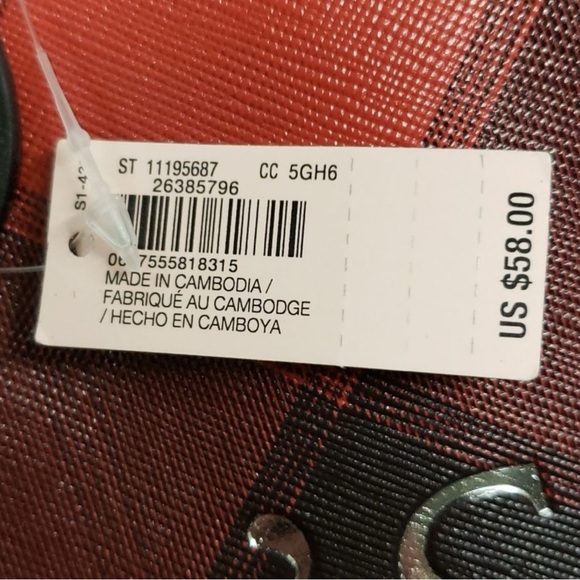 ST 11195687 CC 5GH6
26385796
7555818315
MADE IN CAMBODIA /
FABRIQUÉ AU CAMBODGE
/ HECHO EN CAMBOYA
US $58.00